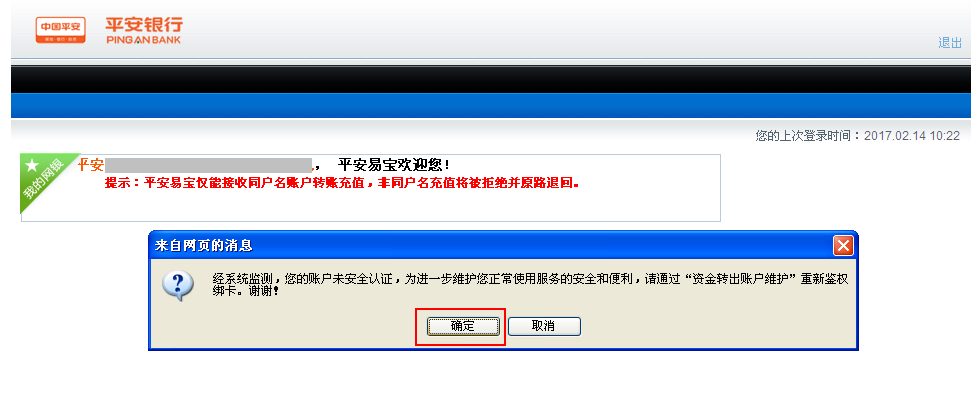 中国平安
平安银行
PINGAN BANK
退出
您的上次登录时间：2017.02.14 10:22
我的网银
平安 ， 平安易宝欢迎您！
提示：平安易宝仅能接收同户名账户转账充值，非同户名充值将被拒绝并原路退回。
来自网页的消息
经系统监测，您的账户未安全认证，为进一步维护您正常使用服务的安全和便利，请通过“资金转出账户维护”重新鉴权
绑卡。谢谢！
确定
取消